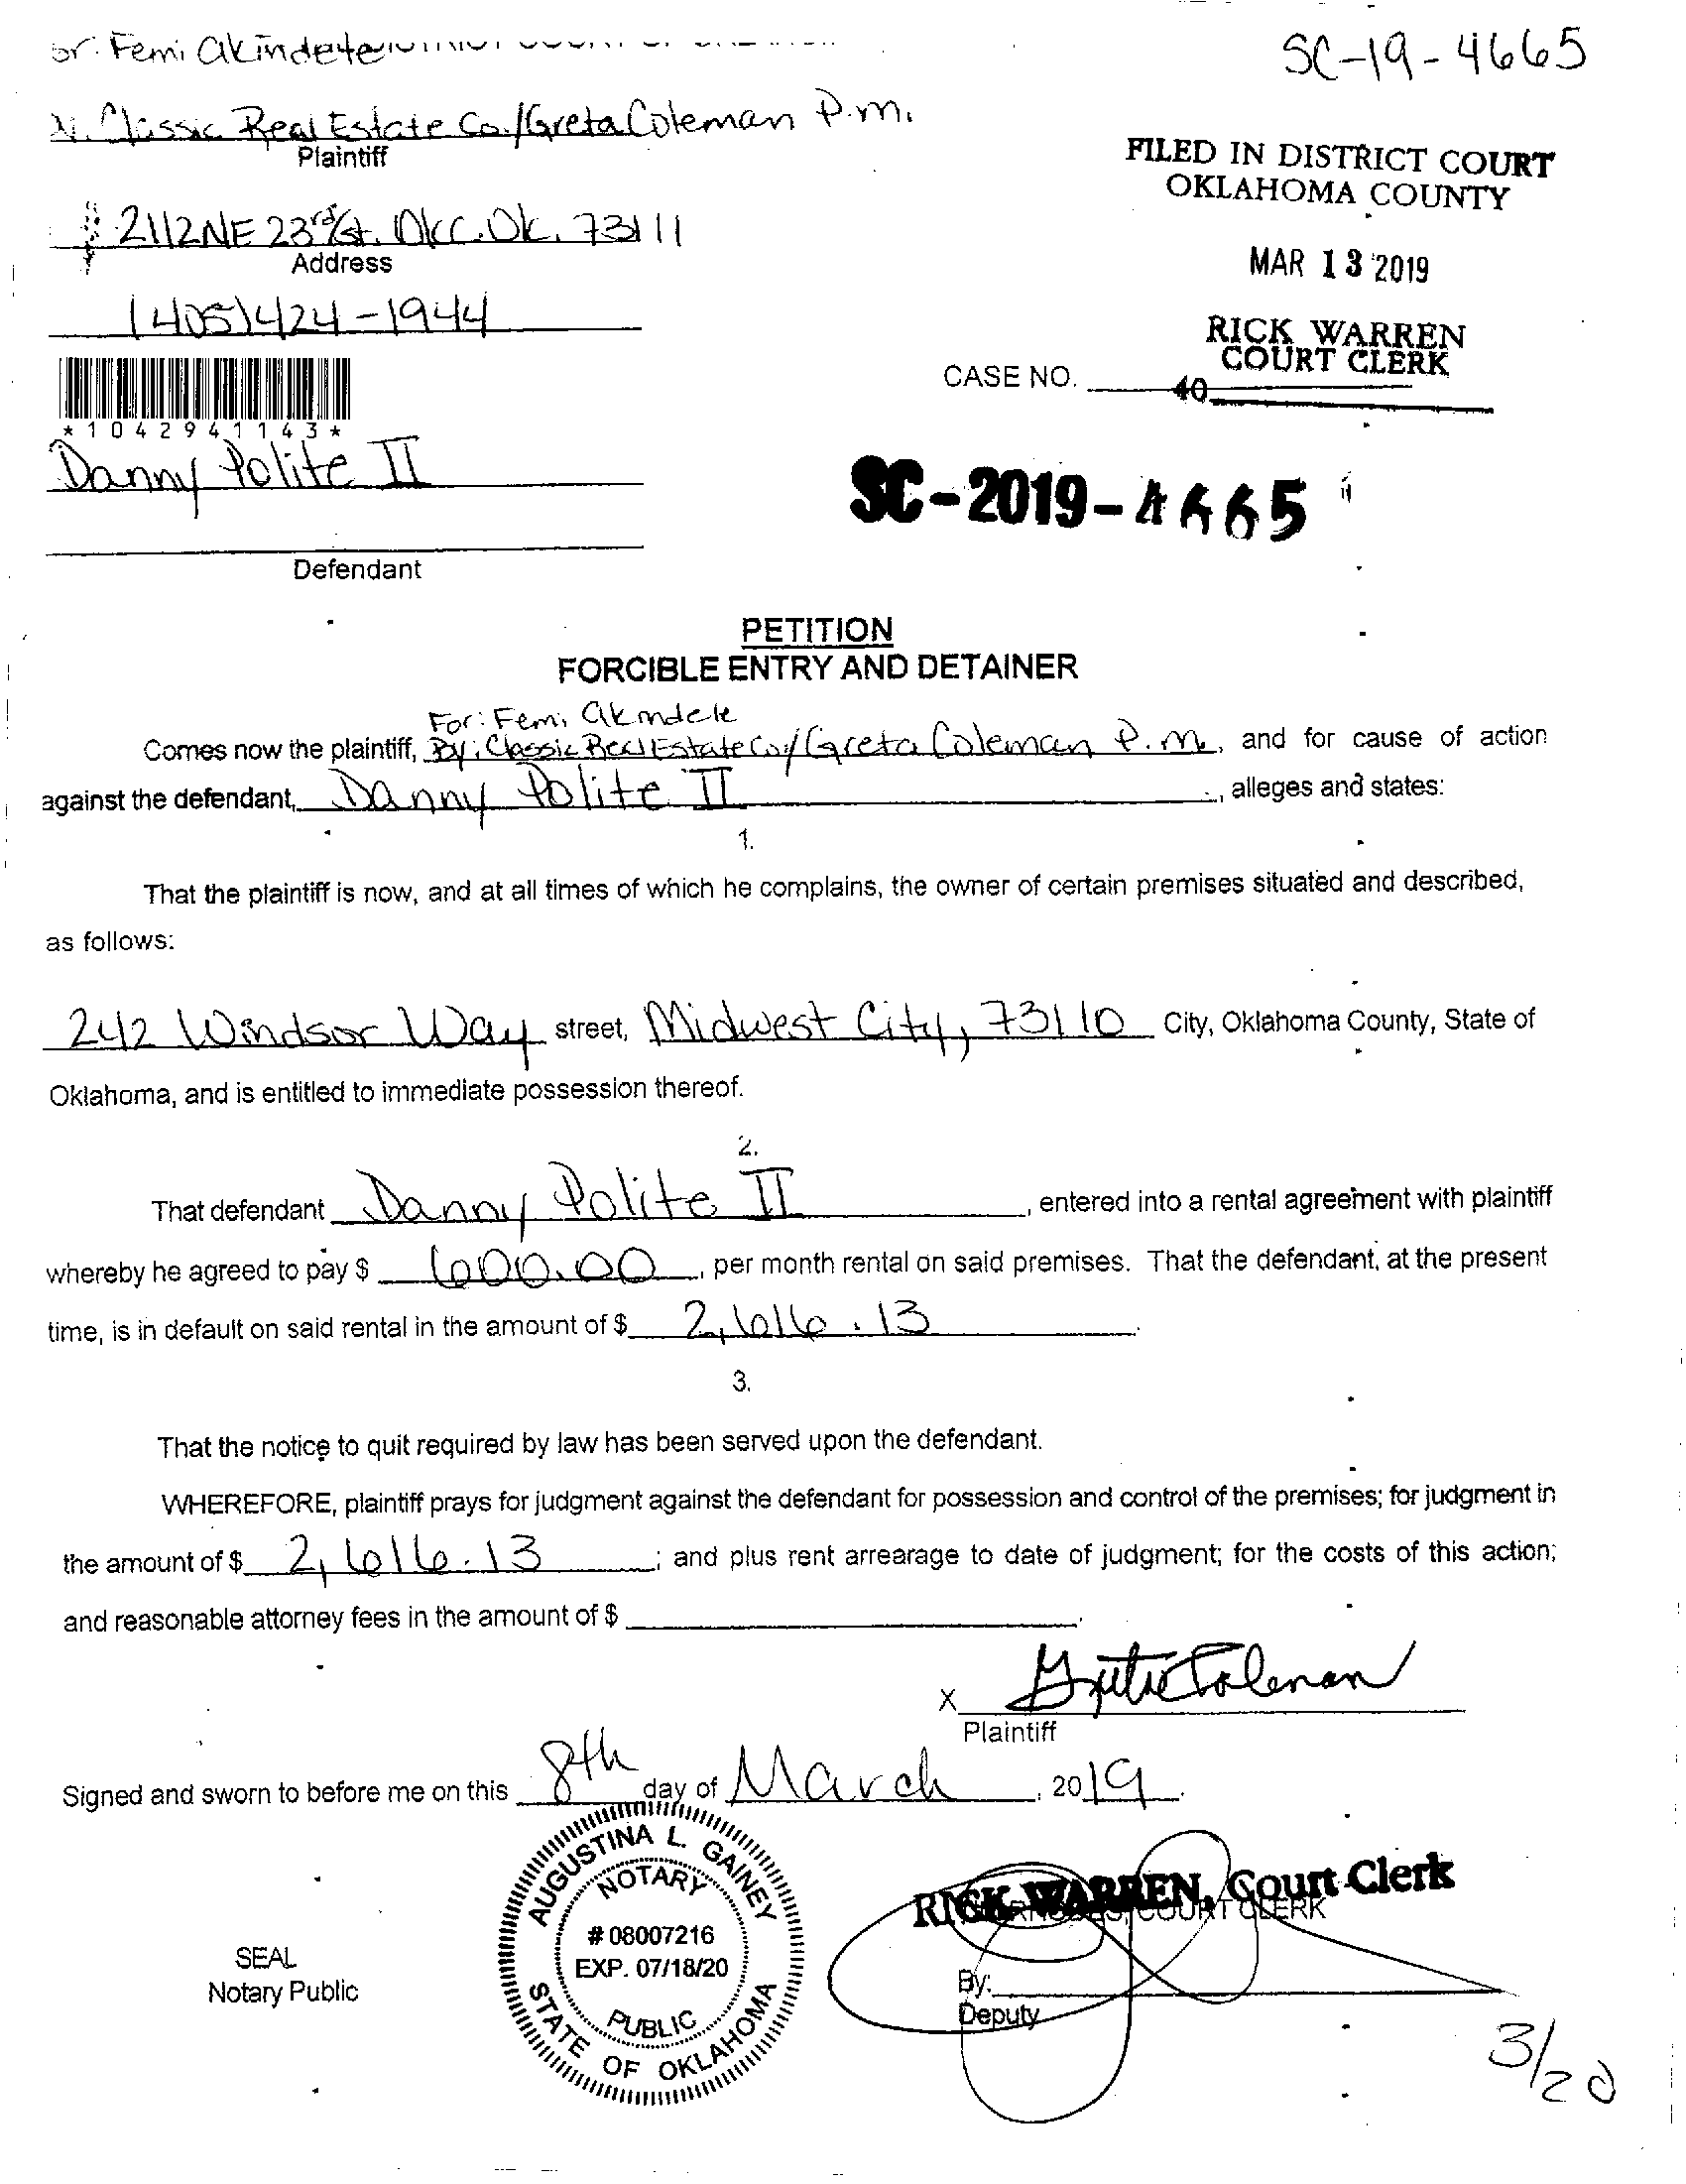 or: Femi Akindele
SC-19-4665
Classic Real Estate Co./Greta Coleman P.m.
Plaintiff
FILED IN DISTRICT COURT
OKLAHOMA COUNTY
2112 NE 23rd St. OKC. Ok. 73111
Address
MAR 13 2019
(405)424-1944
RICK WARREN
COURT CLERK
CASE NO.
40
*1042941143*
Danny Polite II
SC-2019-4665
Defendant
PETITION
FORCIBLE ENTRY AND DETAINER
For: Femi Akindele
Comes now the plaintiff, By: Classic Real Estate Co./Greta Coleman P.m., and for cause of action
against the defendant, Danny Polite II, alleges and states:
1.
That the plaintiff is now, and at all times of which he complains, the owner of certain premises situated and described,
as follows:
242 Windsor Way street, Midwest City, 73110 City, Oklahoma County, State of
Oklahoma, and is entitled to immediate possession thereof.
2.
That defendant Danny Polite II, entered into a rental agreement with plaintiff
whereby he agreed to pay $ 600.00, per month rental on said premises. That the defendant, at the present
time, is in default on said rental in the amount of $ 2,616.13.
3.
That the notice to quit required by law has been served upon the defendant.
WHEREFORE, plaintiff prays for judgment against the defendant for possession and control of the premises; for judgment in
the amount of $ 2,616.13; and plus rent arrearage to date of judgment; for the costs of this action;
and reasonable attorney fees in the amount of $
X Greta Coleman
Plaintiff
Signed and sworn to before me on this 8th day of March, 2019.
AUGUSTINA L. GAINEY
NOTARY
# 08007216
EXP. 07/18/20
PUBLIC
STATE OF OKLAHOMA
RICK WARREN, Court Clerk
COURT CLERK
SEAL
Notary Public
By:
Deputy
3/20